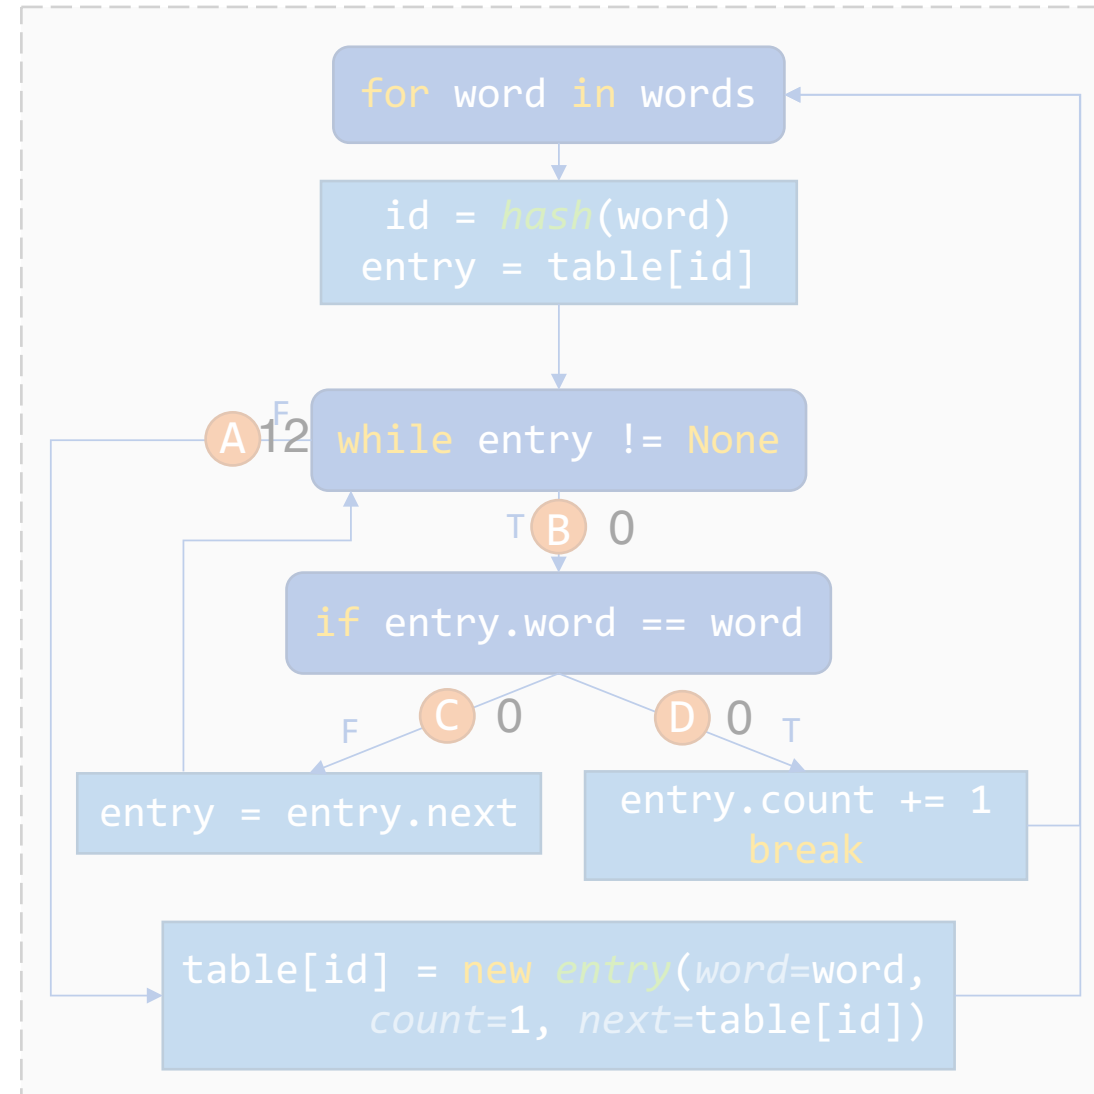 for word in words
id = hash(word)
entry = table[id]
F
A 12
while entry != None
T B 0
if entry.word == word
C 0
D 0
F
T
entry = entry.next
entry.count += 1
break
table[id] = new entry(word=word,
count=1, next=table[id])